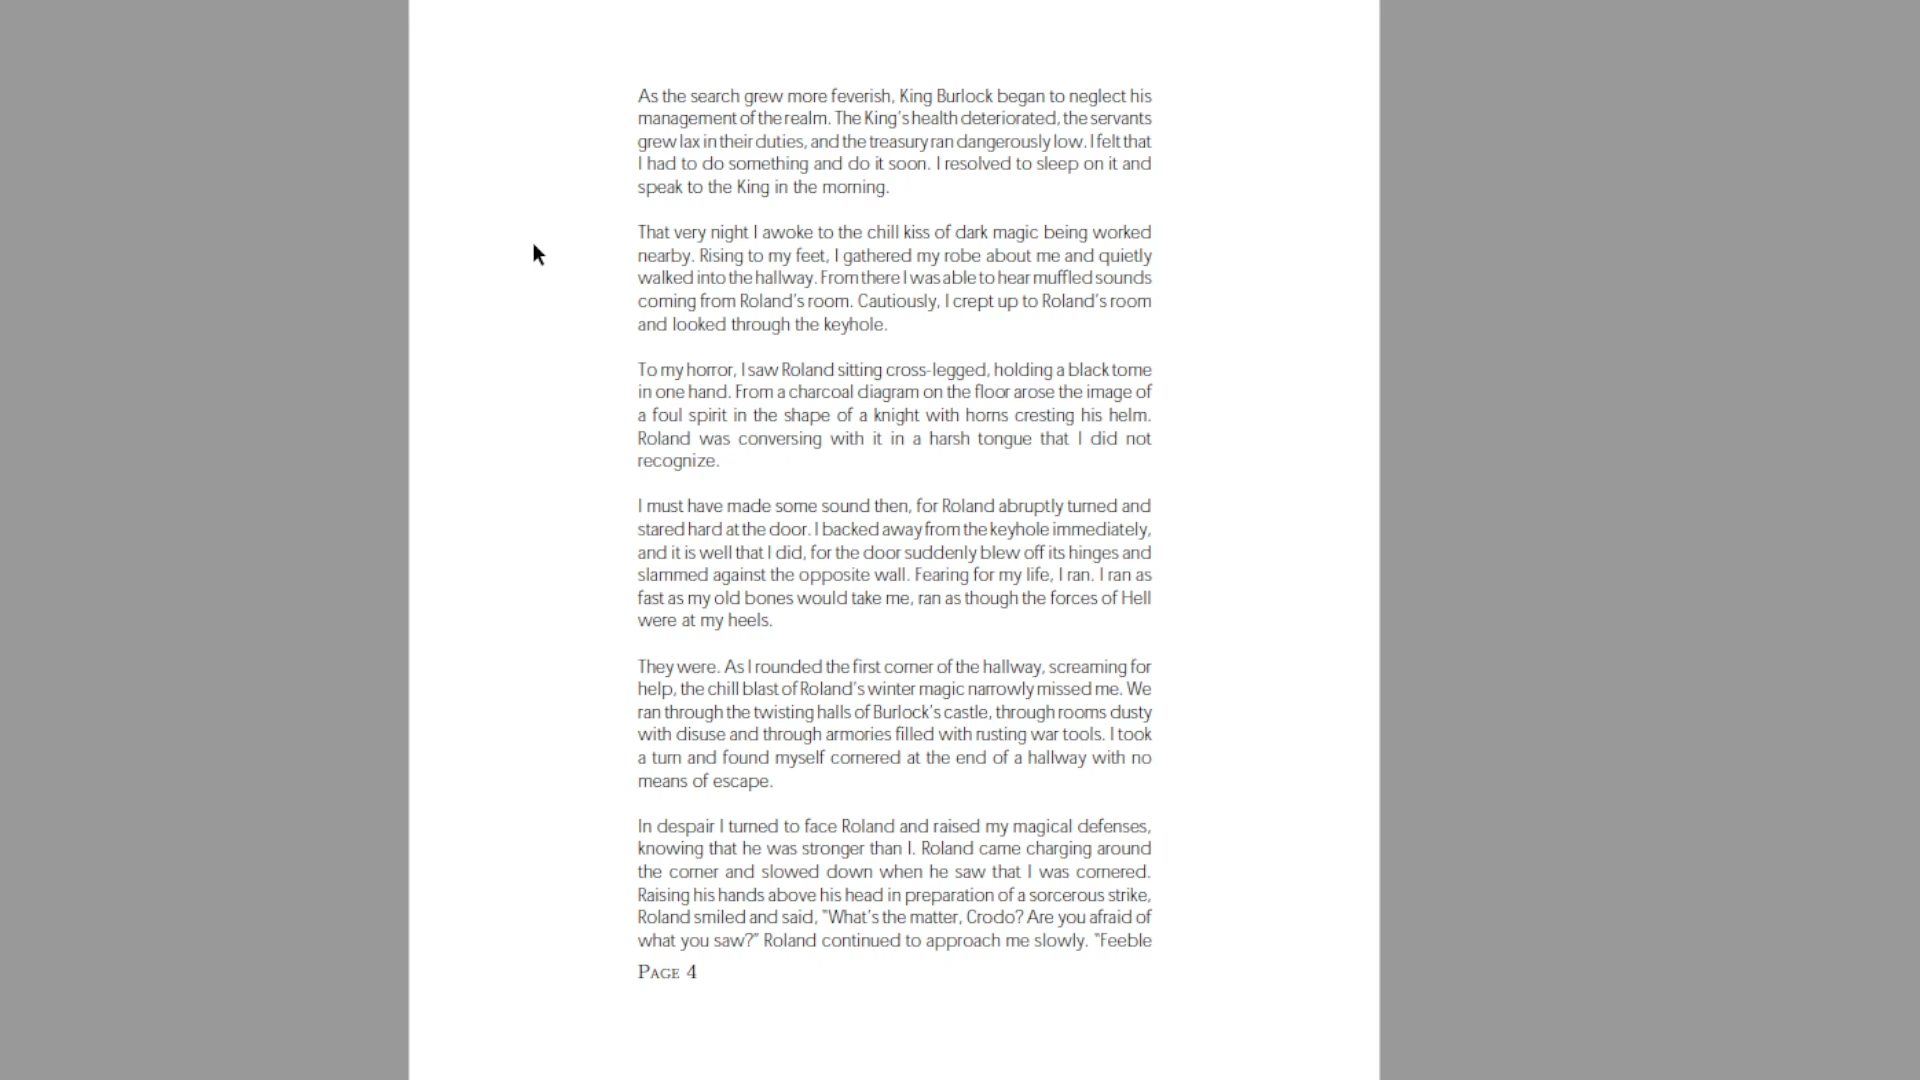 As the search grew more feverish, King Burlock began to neglect his
management of the realm. The King's health deteriorated, the servants
grew lax in their duties, and the treasury ran dangerously low. I felt that
I had to do something and do it soon. I resolved to sleep on it and
speak to the King in the morning.
That very night I awoke to the chill kiss of dark magic being worked
nearby. Rising to my feet, I gathered my robe about me and quietly
walked into the hallway. From there I was able to hear muffled sounds
coming from Roland's room. Cautiously, I crept up to Roland's room
and looked through the keyhole.
To my horror, I saw Roland sitting cross-legged, holding a black tome
in one hand. From a charcoal diagram on the floor arose the image of
a foul spirit in the shape of a knight with horns cresting his helm.
Roland was conversing with it in a harsh tongue that I did not
recognize.
I must have made some sound then, for Roland abruptly turned and
stared hard at the door. I backed away from the keyhole immediately,
and it is well that I did, for the door suddenly blew off its hinges and
slammed against the opposite wall. Fearing for my life, I ran. I ran as
fast as my old bones would take me, ran as though the forces of Hell
were at my heels.
They were. As I rounded the first corner of the hallway, screaming for
help, the chill blast of Roland's winter magic narrowly missed me. We
ran through the twisting halls of Burlock's castle, through rooms dusty
with disuse and through armories filled with rusting war tools. I took
a turn and found myself cornered at the end of a hallway with no
means of escape.
In despair I turned to face Roland and raised my magical defenses,
knowing that he was stronger than I. Roland came charging around
the corner and slowed down when he saw that I was cornered.
Raising his hands above his head in preparation of a sorcerous strike,
Roland smiled and said, "What's the matter, Crodo? Are you afraid of
what you saw?" Roland continued to approach me slowly. "Feeble
PAGE 4